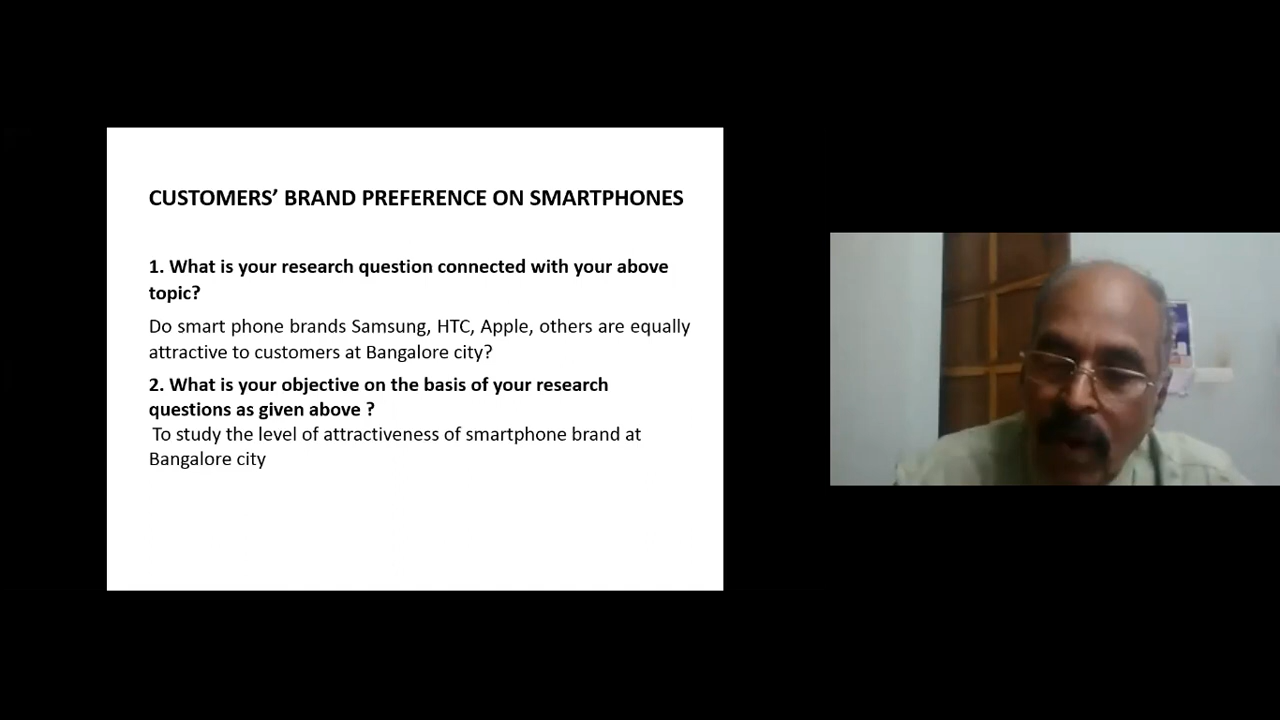 CUSTOMERS’ BRAND PREFERENCE ON SMARTPHONES
1. What is your research question connected with your above
topic?
Do smart phone brands Samsung, HTC, Apple, others are equally
attractive to customers at Bangalore city?
2. What is your objective on the basis of your research
questions as given above ?
To study the level of attractiveness of smartphone brand at
Bangalore city